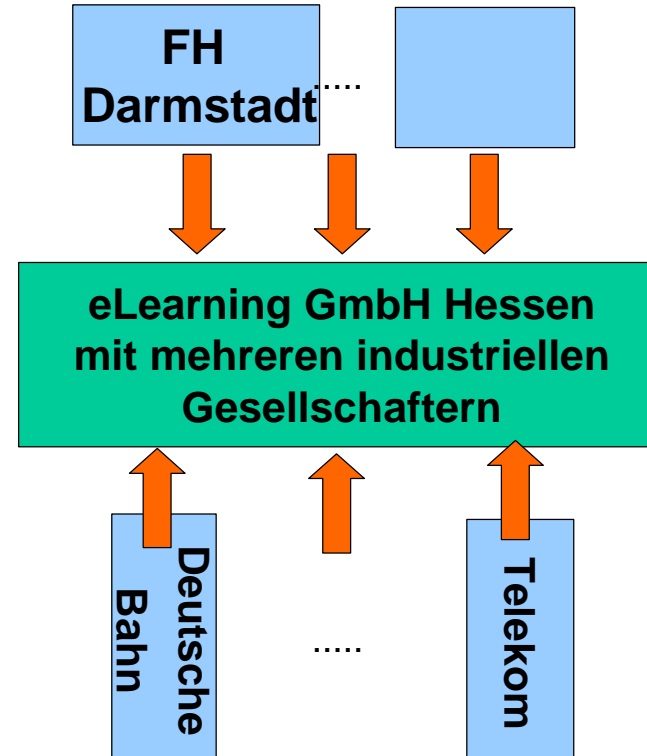 FH
Darmstadt
.....
eLearning GmbH Hessen
mit mehreren industriellen
Gesellschaftern
Deutsche
Bahn
.....
Telekom